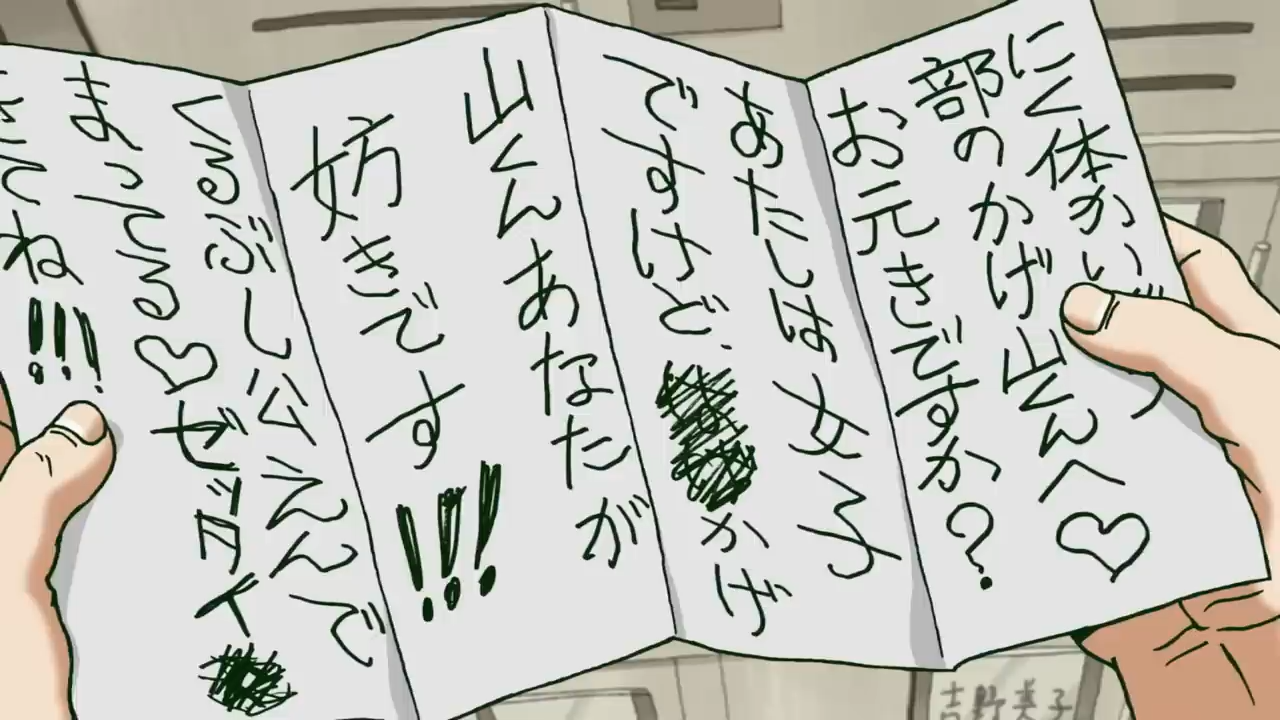 にく体かい
部のかげ山くんへ♡
お元きですか？
あたしは女子
ですけど、
かげ
山くんあなたが
妨きです!!!
くるぶし公えんで
まってる♡ゼッタイ
きてね!!!
吉野美子